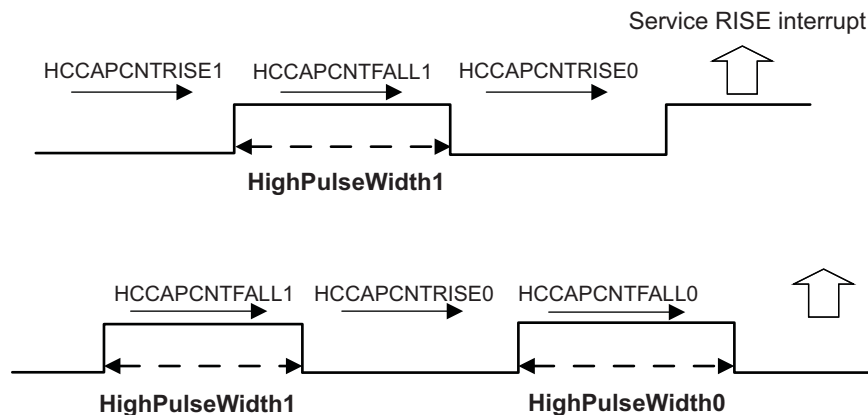 Service RISE interrupt
HCCAPCNTRISE1 HCCAPCNTFALL1 HCCAPCNTRISE0
HighPulseWidth1
HCCAPCNTFALL1 HCCAPCNTRISE0 HCCAPCNTFALL0
HighPulseWidth1 HighPulseWidth0